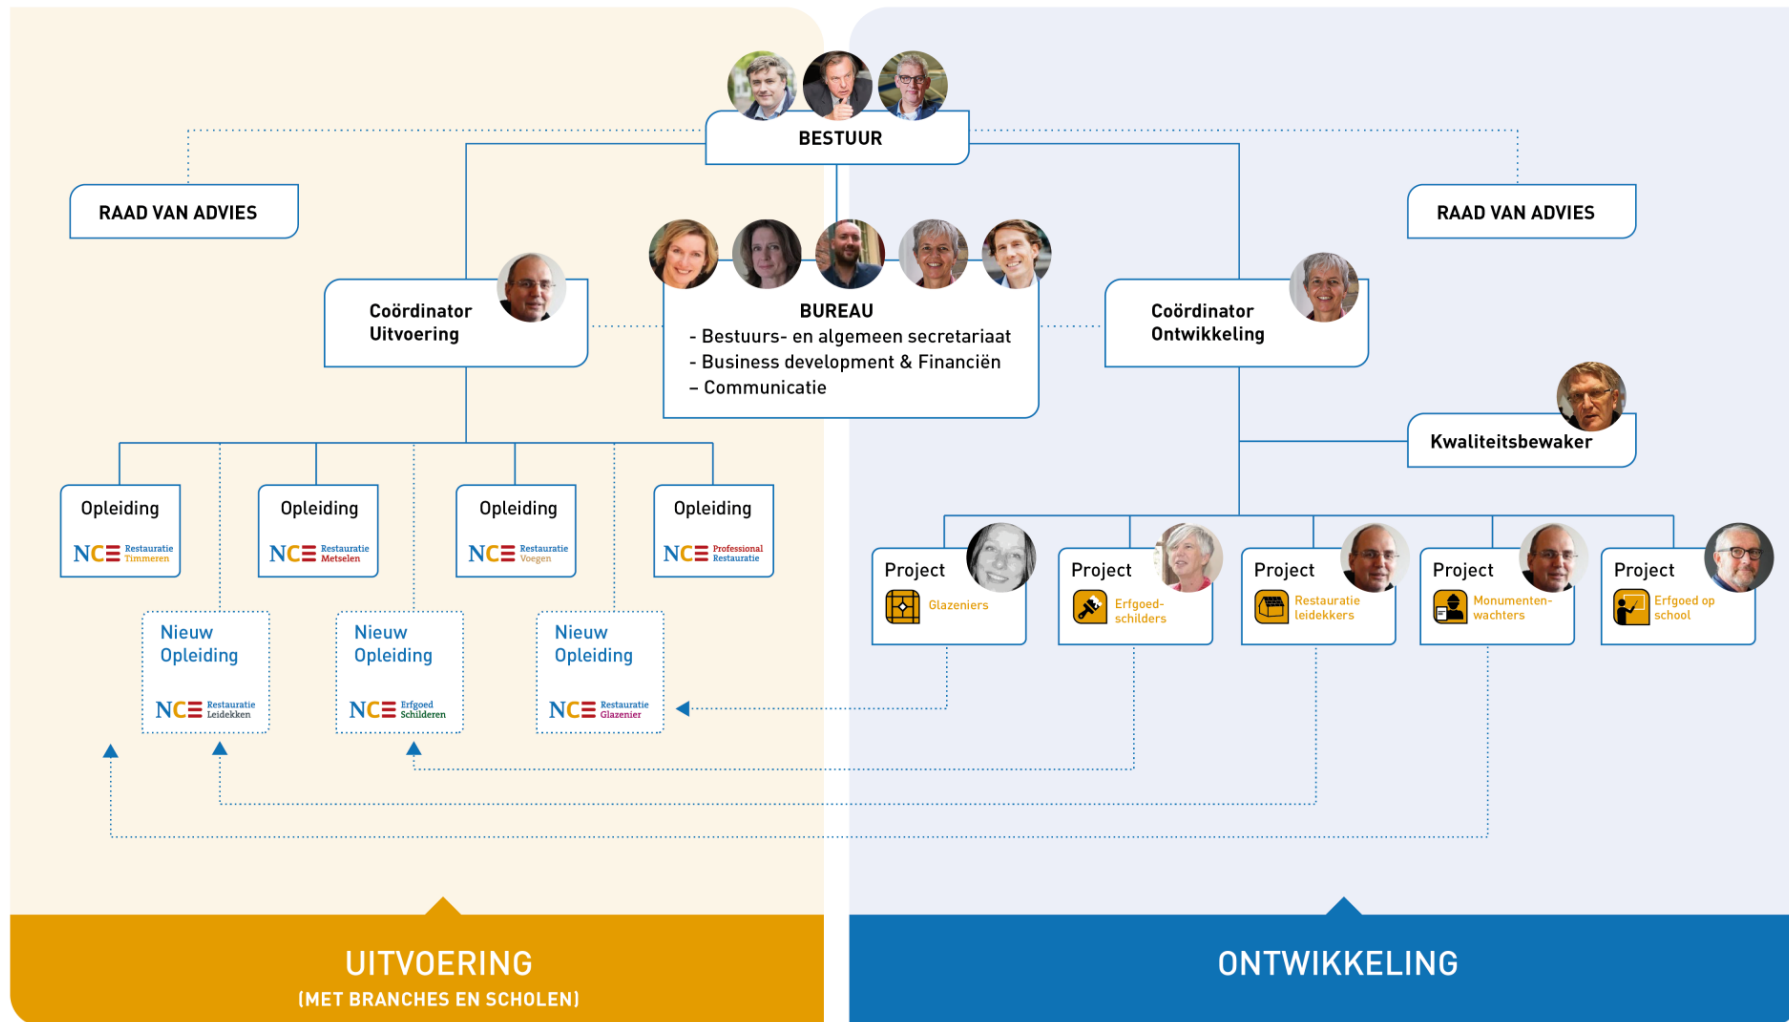 BESTUUR
RAAD VAN ADVIES
RAAD VAN ADVIES
Coördinator
Uitvoering
BUREAU
- Bestuurs- en algemeen secretariaat
- Business development & Financiën
– Communicatie
Coördinator
Ontwikkeling
Kwaliteitsbewaker
Opleiding
NCE Restauratie
Timmeren
Opleiding
NCE Restauratie
Metselen
Opleiding
NCE Restauratie
Voegen
Opleiding
NCE Professional
Restauratie
Nieuw
Opleiding
NCE Restauratie
Leidekken
Nieuw
Opleiding
NCE Erfgoed
Schilderen
Nieuw
Opleiding
NCE Restauratie
Glazenier
Project
Glazeniers
Project
Erfgoed-
schilders
Project
Restauratie
leidekkers
Project
Monumenten-
wachters
Project
Erfgoed op
school
UITVOERING
(MET BRANCHES EN SCHOLEN)
ONTWIKKELING